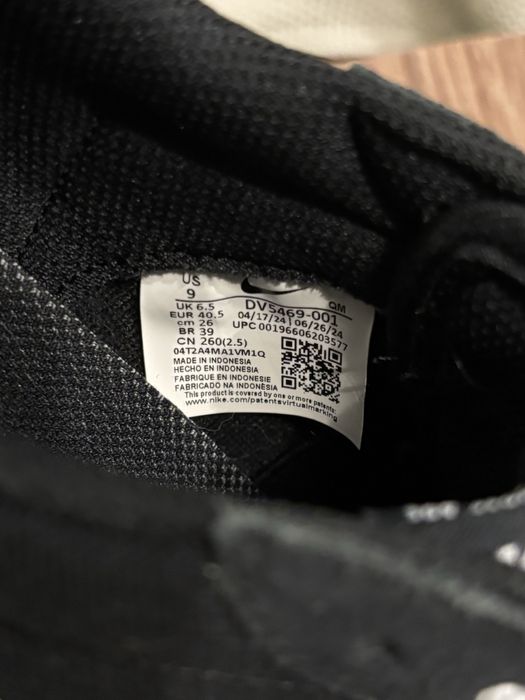 US
9
UK 6.5
EUR 40.5
cm 26
BR 39
CN 260(2.5)
QM
DV5469-001
04/17/24 | 06/26/24
UPC 00196606203577
04T2A4MA1VM1Q
MADE IN INDONESIA
HECHO EN INDONESIA
FABRIQUE EN INDONESIE
FABRICADO NA INDONÉSIA
This product is covered by one or more patents:
www.nike.com/patentsvirtualmarking